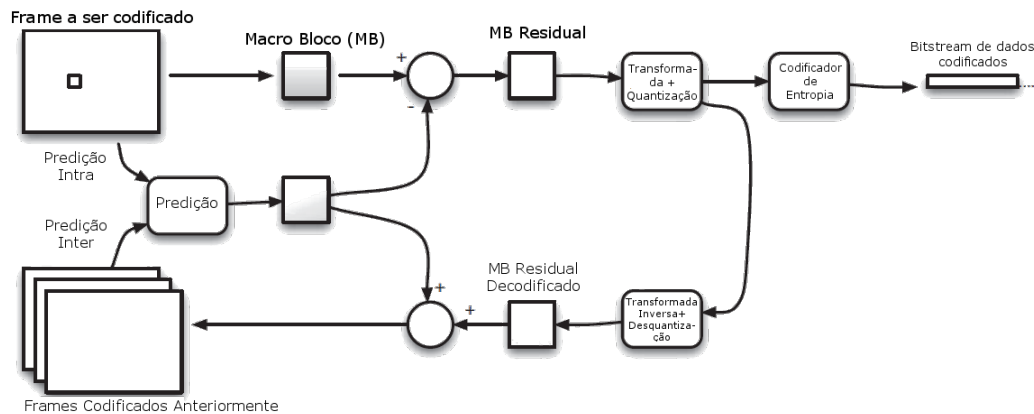 Frame a ser codificado
Macro Bloco (MB)
MB Residual
Bitstream de dados
codificados
+
-
Transforma-
da +
Quantização
Codificador
de
Entropia
Predição
Intra
Predição
Predição
Inter
MB Residual
Decodificado
+
+
Transformada
Inversa+
Desquantiza-
ção
Frames Codificados Anteriormente